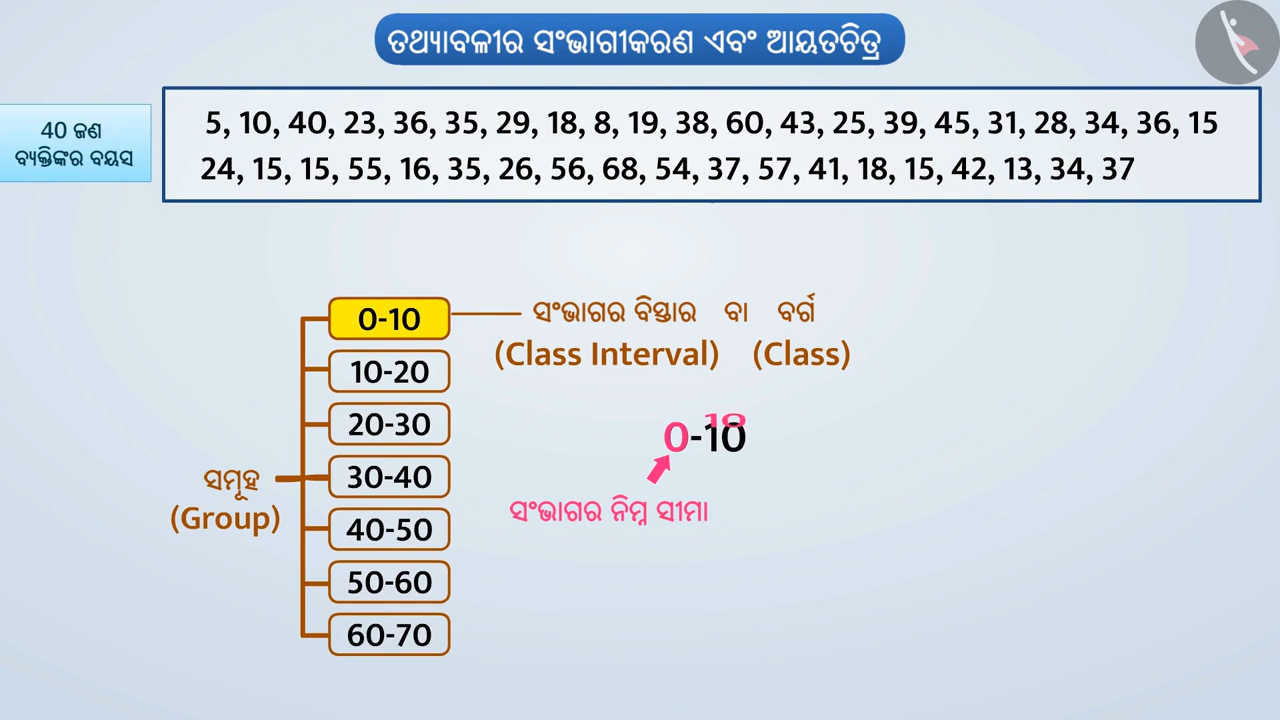 ତଥ୍ୟାବଳୀର ସଂଭାଗୀକରଣ ଏବଂ ଆୟତଚିତ୍ର
40 ଜଣ
ବ୍ୟକ୍ତିଙ୍କର ବୟସ
5, 10, 40, 23, 36, 35, 29, 18, 8, 19, 38, 60, 43, 25, 39, 45, 31, 28, 34, 36, 15
24, 15, 15, 55, 16, 35, 26, 56, 68, 54, 37, 57, 41, 18, 15, 42, 13, 34, 37
0-10
ସଂଭାଗର ବିସ୍ତାର ବା ବର୍ଗ
(Class Interval) (Class)
10-20
20-30
0-10
30-40
ସମୂହ
(Group)
ସଂଭାଗର ନିମ୍ନ ସୀମା
40-50
50-60
60-70